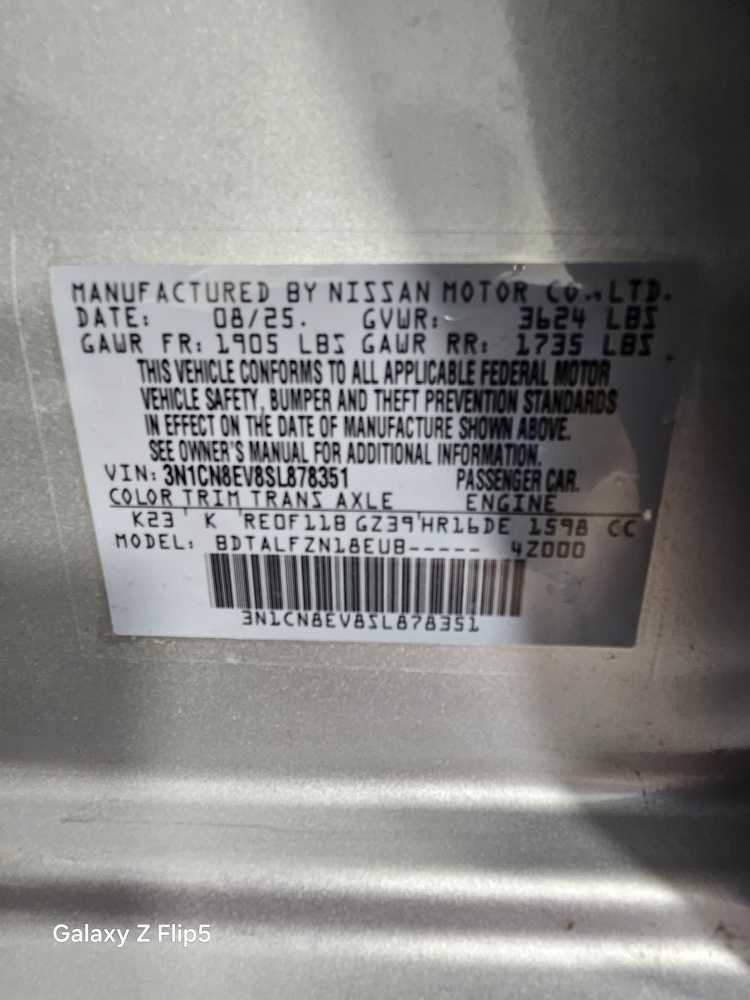 MANUFACTURED BY NISSAN MOTOR CO., LTD.
DATE: 08/25. GVWR: 3624 LBS
GAWR FR: 1905 LBS GAWR RR: 1735 LBS
THIS VEHICLE CONFORMS TO ALL APPLICABLE FEDERAL MOTOR
VEHICLE SAFETY, BUMPER AND THEFT PREVENTION STANDARDS
IN EFFECT ON THE DATE OF MANUFACTURE SHOWN ABOVE.
SEE OWNER'S MANUAL FOR ADDITIONAL INFORMATION.
VIN: 3N1CN8EV8SL878351 PASSENGER CAR.
COLOR TRIM TRANS AXLE ENGINE
K23 K RE0F11B GZ39 HR16DE 1598 CC
MODEL: BDTALFZN18EUB----- 4Z000
3N1CN8EV8SL878351
Galaxy Z Flip5